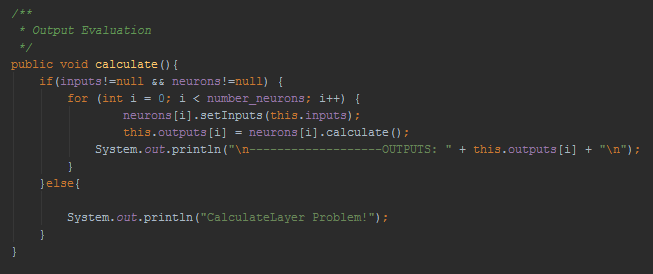 /**
 * Output Evaluation
 */
public void calculate(){
    if(inputs!=null && neurons!=null) {
        for (int i = 0; i < number_neurons; i++) {
                neurons[i].setInputs(this.inputs);
                this.outputs[i] = neurons[i].calculate();
            System.out.println("\n-------------------OUTPUTS: " + this.outputs[i] + "\n");
        }
    }else{
        System.out.println("CalculateLayer Problem!");
    }
}